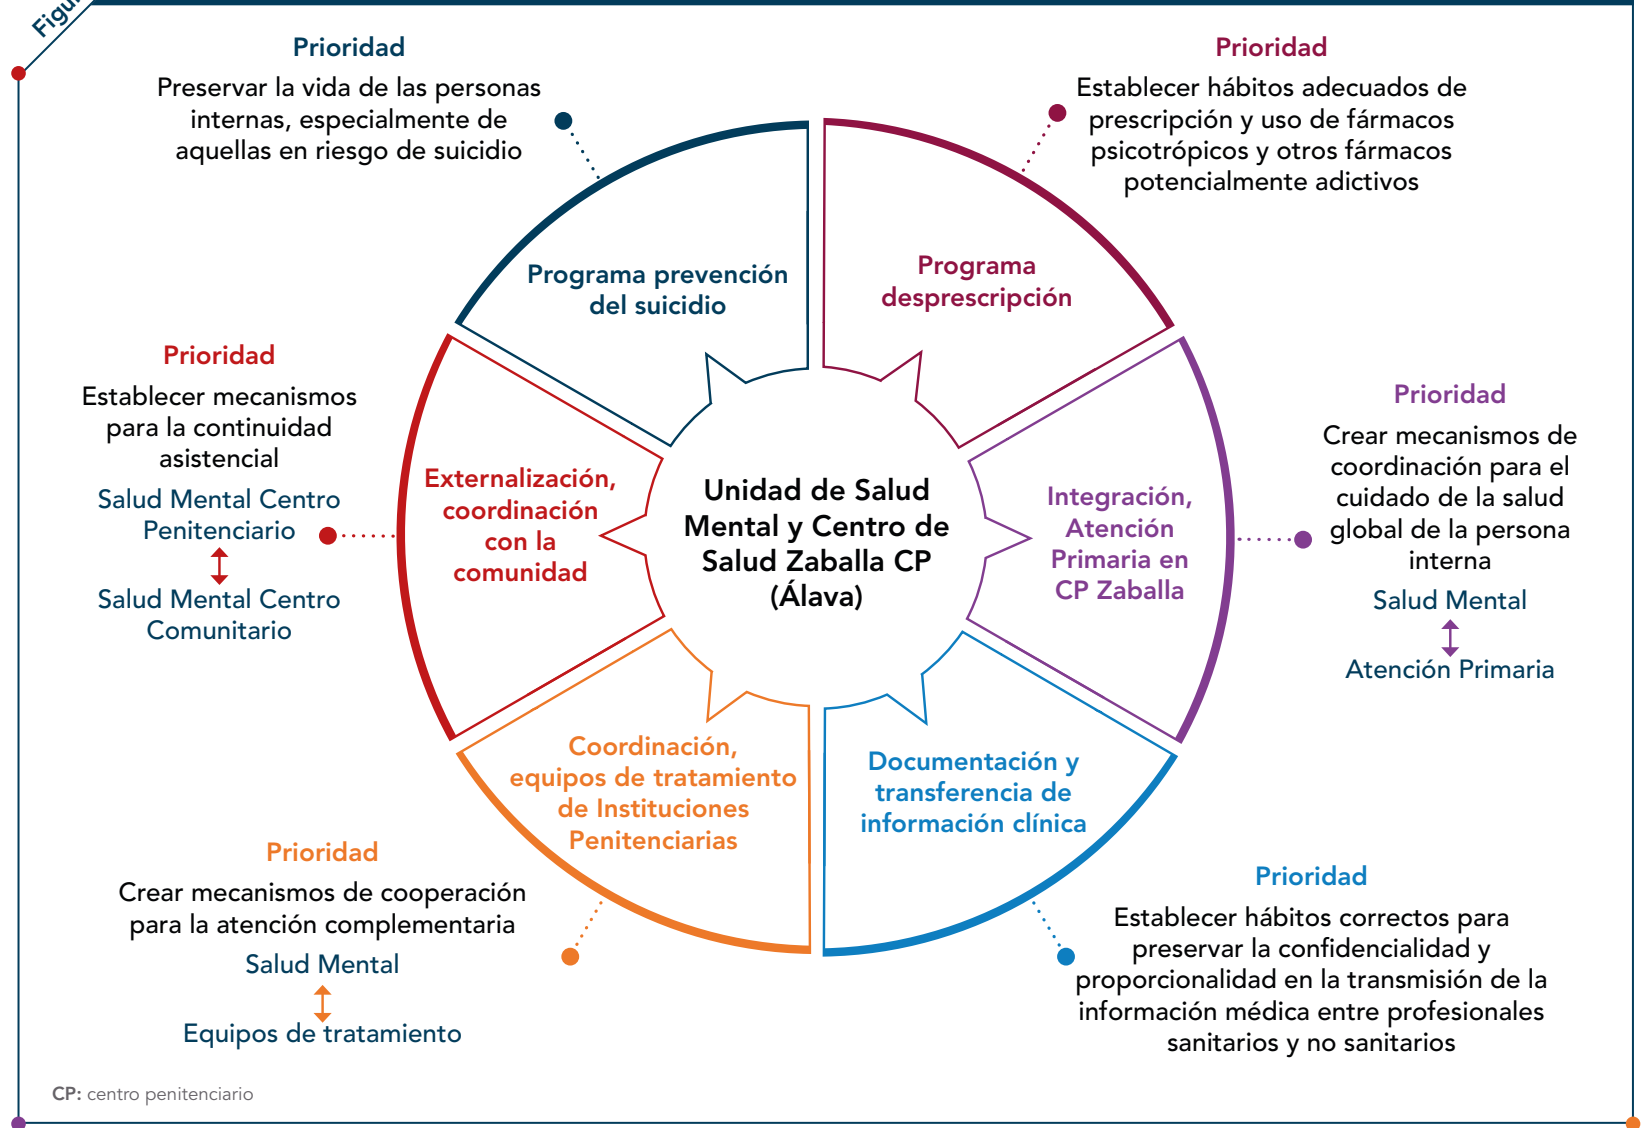 Prioridad
Preservar la vida de las personas
internas, especialmente de
aquellas en riesgo de suicidio
Prioridad
Establecer hábitos adecuados de
prescripción y uso de fármacos
psicotrópicos y otros fármacos
potencialmente adictivos
Programa prevención
del suicidio
Programa
desprescripción
Prioridad
Establecer mecanismos
para la continuidad
asistencial
Salud Mental Centro
Penitenciario
Salud Mental Centro
Comunitario
Externalización,
coordinación
con la
comunidad
Unidad de Salud
Mental y Centro de
Salud Zaballa CP
(Álava)
Integración,
Atención
Primaria en
CP Zaballa
Prioridad
Crear mecanismos de
coordinación para el
cuidado de la salud
global de la persona
interna
Salud Mental
Atención Primaria
Coordinación,
equipos de tratamiento
de Instituciones
Penitenciarias
Documentación y
transferencia de
información clínica
Prioridad
Crear mecanismos de cooperación
para la atención complementaria
Salud Mental
Equipos de tratamiento
Prioridad
Establecer hábitos correctos para
preservar la confidencialidad y
proporcionalidad en la transmisión de la
información médica entre profesionales
sanitarios y no sanitarios
CP: centro penitenciario